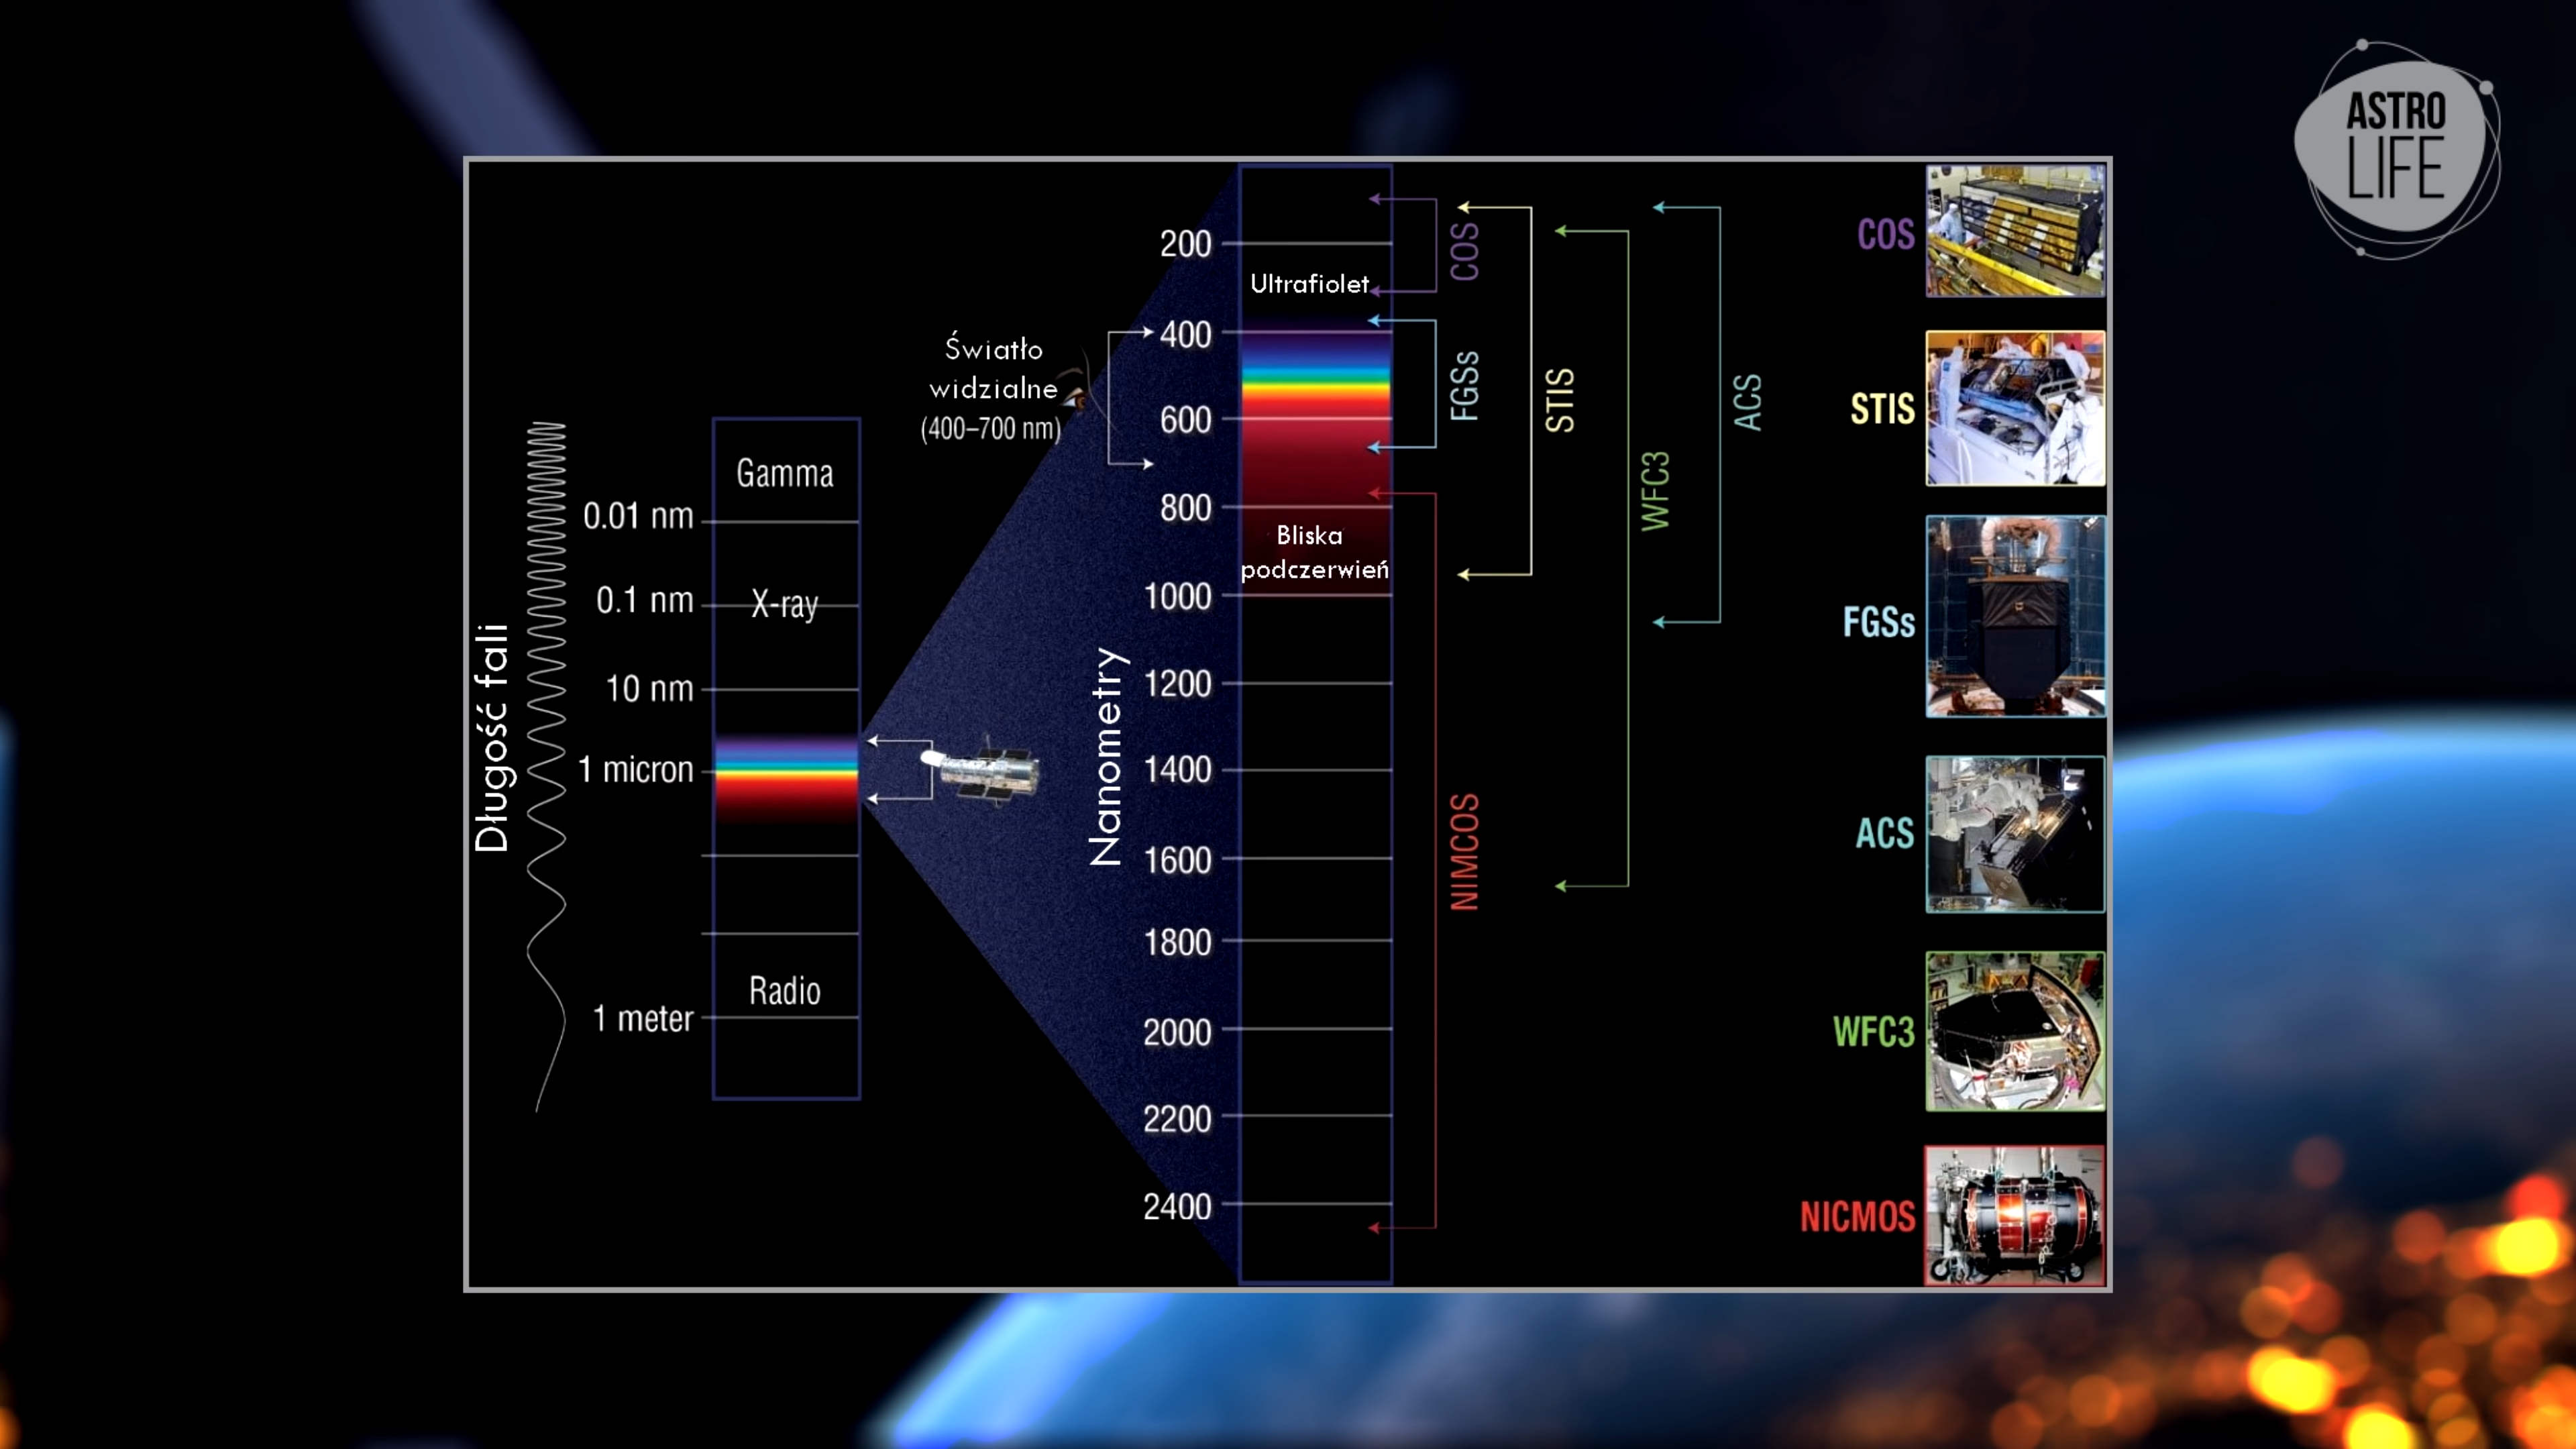 ASTRO
LIFE
Długość fali
0.01 nm
0.1 nm
10 nm
1 micron
1 meter
Gamma
X-ray
Radio
Światło
widzialne
(400–700 nm)
Nanometry
200
400
600
800
1000
1200
1400
1600
1800
2000
2200
2400
Ultrafiolet
Bliska
podczerwień
COS
FGSs
NIMCOS
STIS
WFC3
ACS
COS
STIS
FGSs
ACS
WFC3
NICMOS